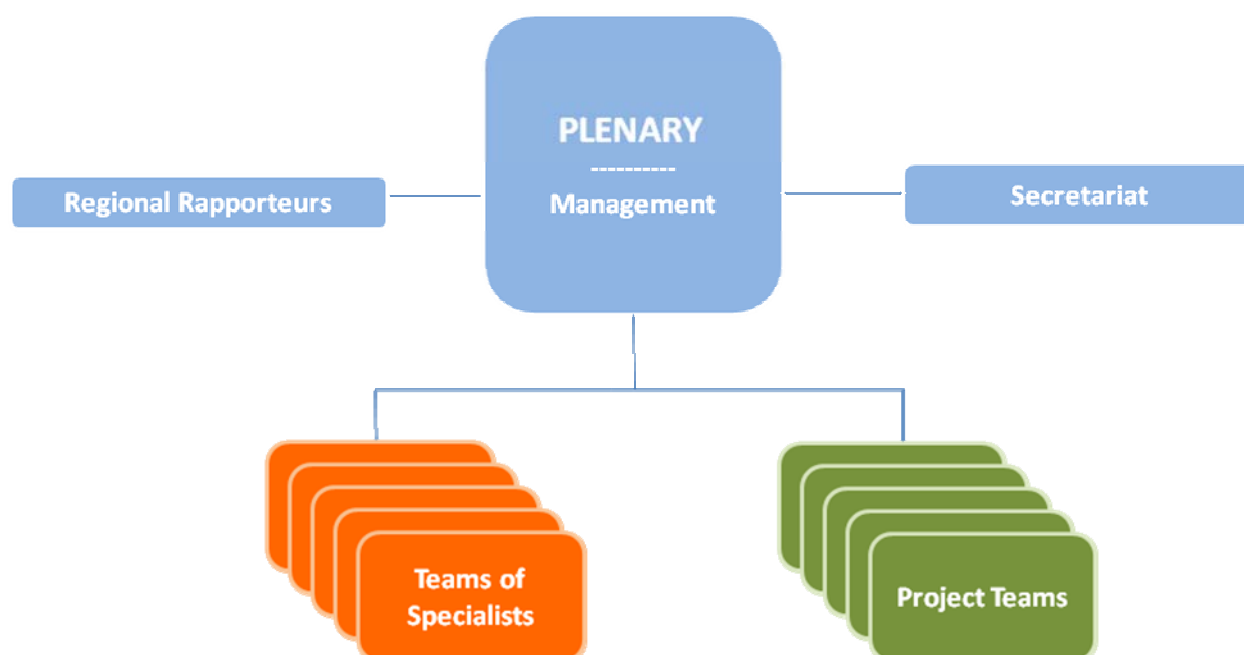 PLENARY
----------
Management
Regional Rapporteurs
Secretariat
Teams of
Specialists
Project Teams